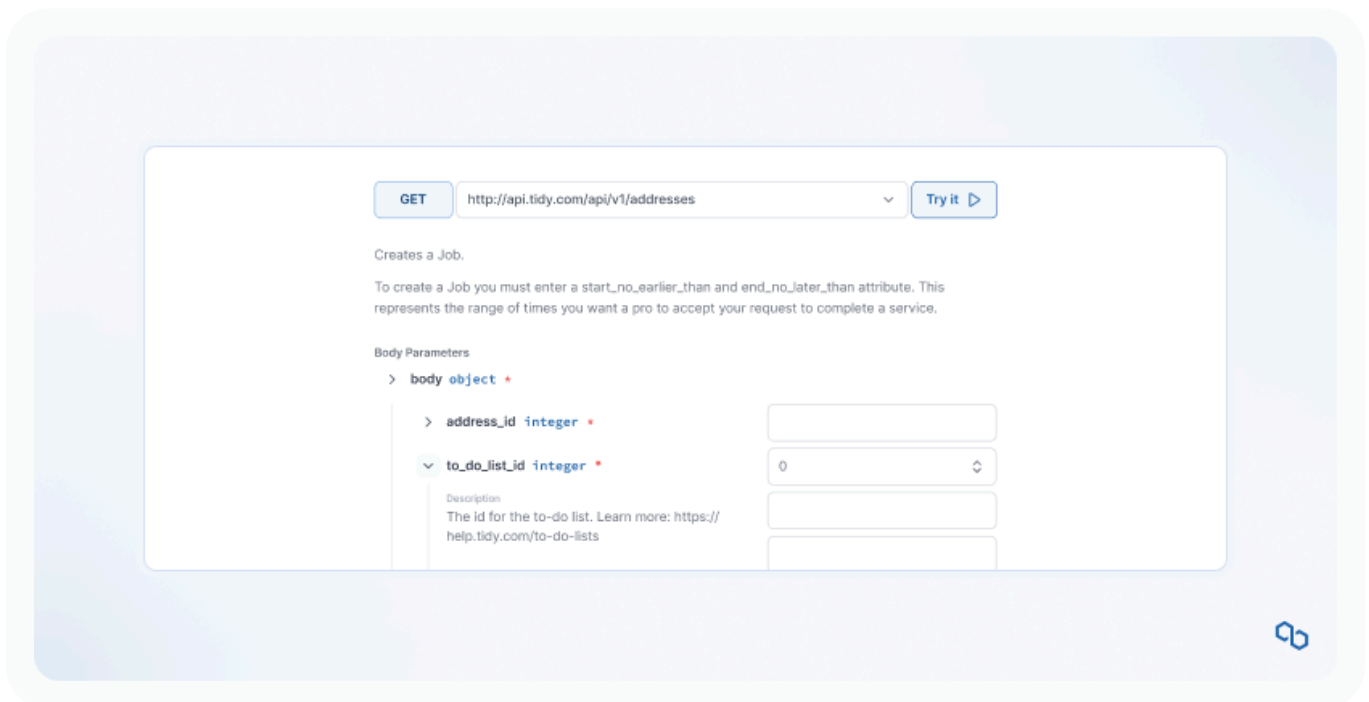 GET http://api.tidy.com/api/v1/addresses Try it
Creates a Job.
To create a Job you must enter a start_no_earlier_than and end_no_later_than attribute. This
represents the range of times you want a pro to accept your request to complete a service.
Body Parameters
body object *
address_id integer *
to_do_list_id integer * 0
Description
The id for the to-do list. Learn more: https://
help.tidy.com/to-do-lists